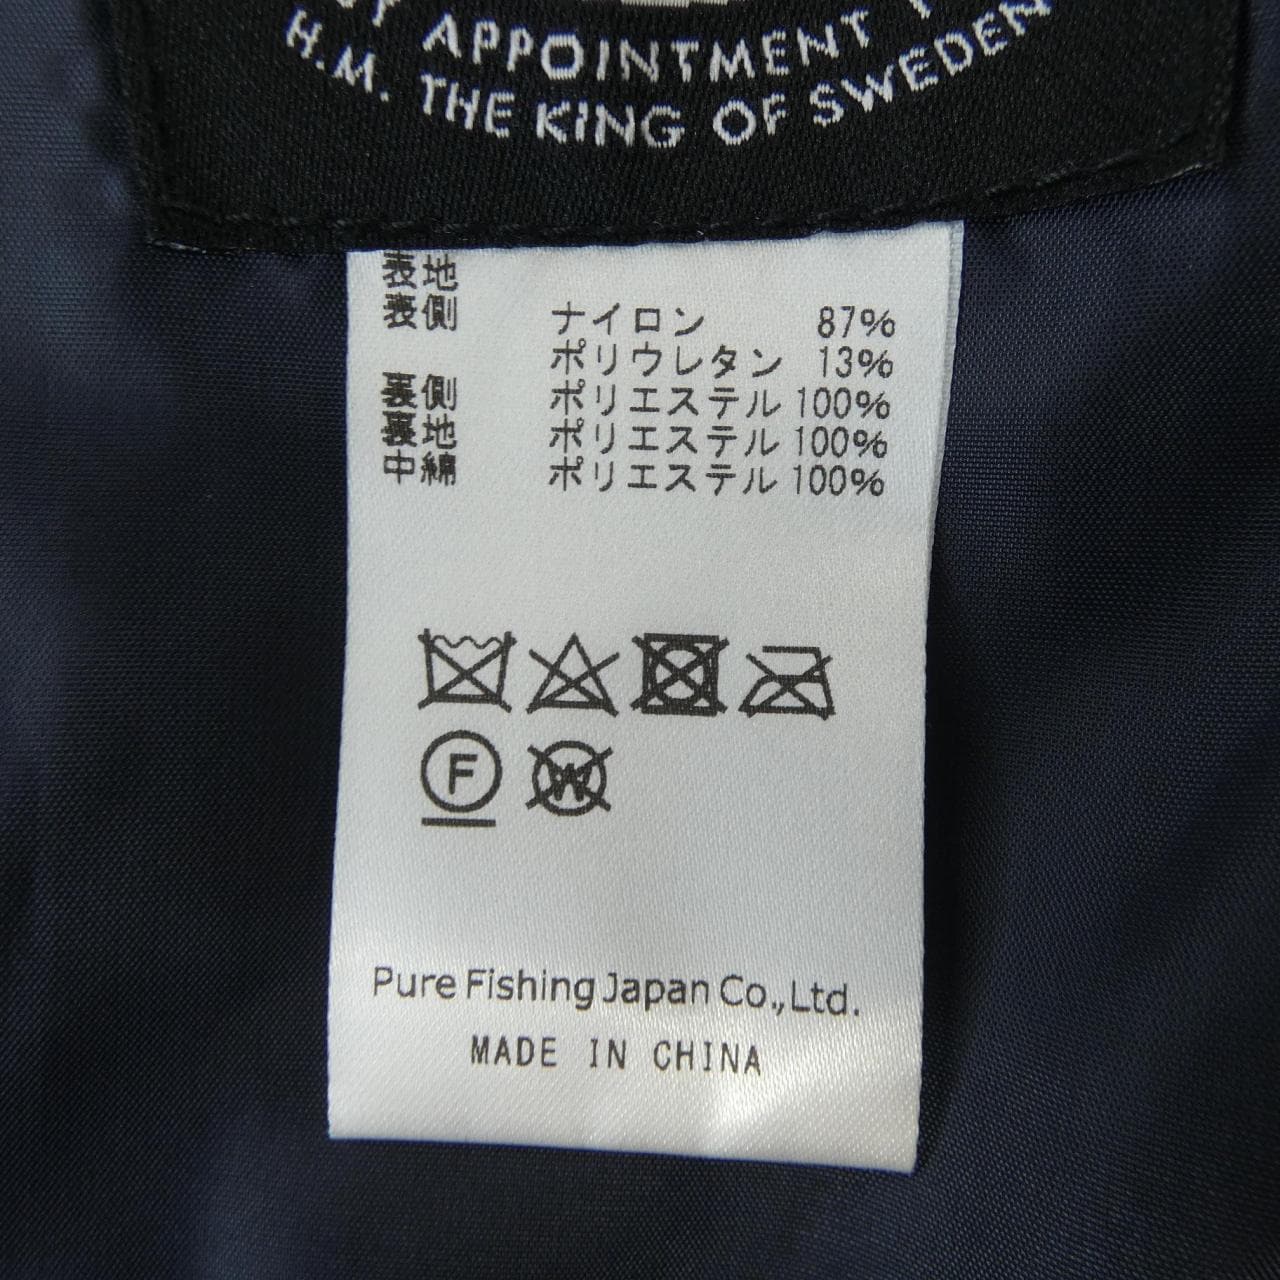 BY APPOINTMENT T
H.M. THE KING OF SWEDEN
表地
表側 ナイロン 87%
ポリウレタン 13%
裏側 ポリエステル 100%
裏地 ポリエステル 100%
中綿 ポリエステル 100%
F
W
Pure Fishing Japan Co.,Ltd.
MADE IN CHINA